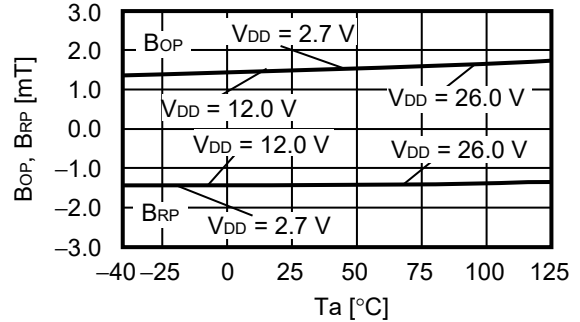 3.0
2.0
1.0
0.0
−1.0
−2.0
−3.0
BOP, BRP [mT]
BOP
VDD = 2.7 V
VDD = 12.0 V
VDD = 26.0 V
VDD = 12.0 V
VDD = 26.0 V
BRP
VDD = 2.7 V
−40 −25 0 25 50 75 100 125
Ta [°C]